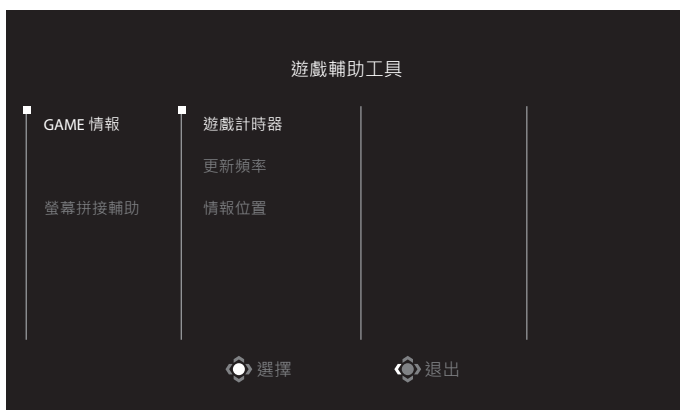 遊戲輔助工具
GAME 情報
遊戲計時器
更新頻率
螢幕拼接輔助
情報位置
選擇
退出